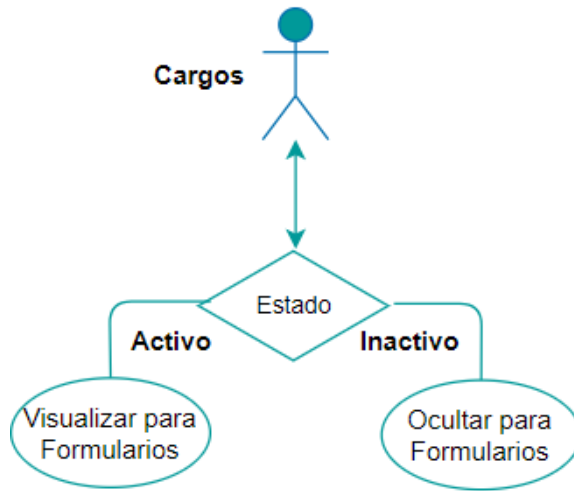 Cargos
Estado
Activo
Inactivo
Visualizar para
Formularios
Ocultar para
Formularios